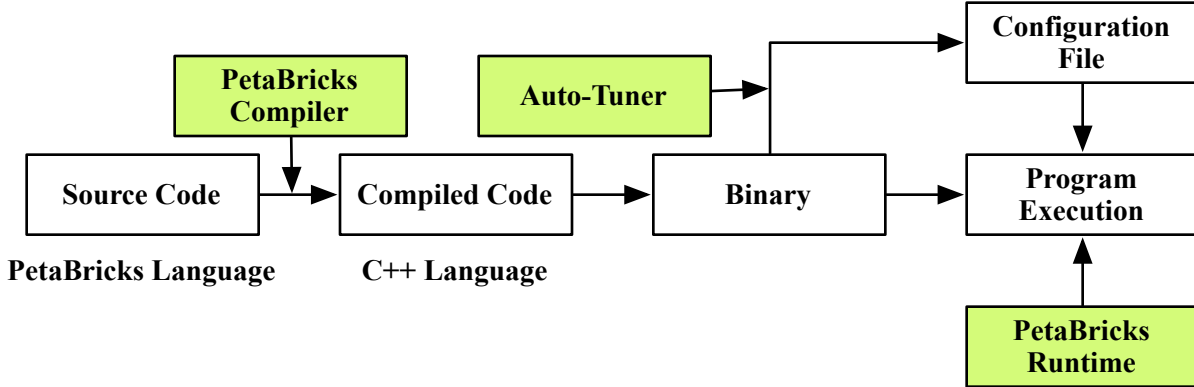 Configuration
File
PetaBricks
Compiler
Auto-Tuner
Source Code
Compiled Code
Binary
Program
Execution
PetaBricks Language
C++ Language
PetaBricks
Runtime